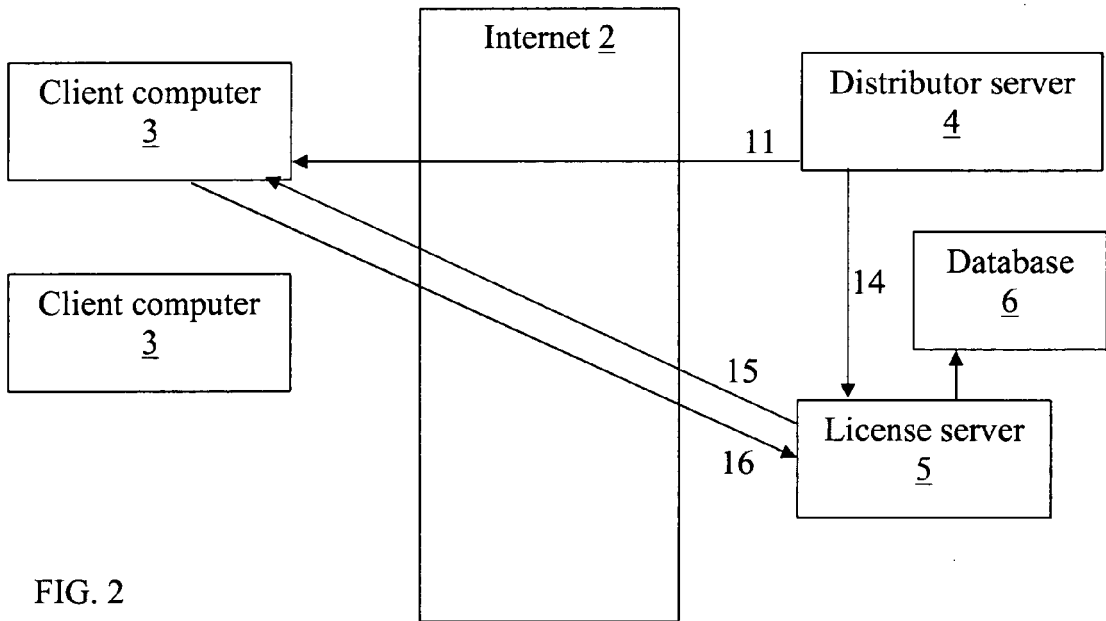 Internet 2
Client computer
3
Distributor server
4
11
Client computer
3
14
Database
6
15
16
License server
5
FIG. 2